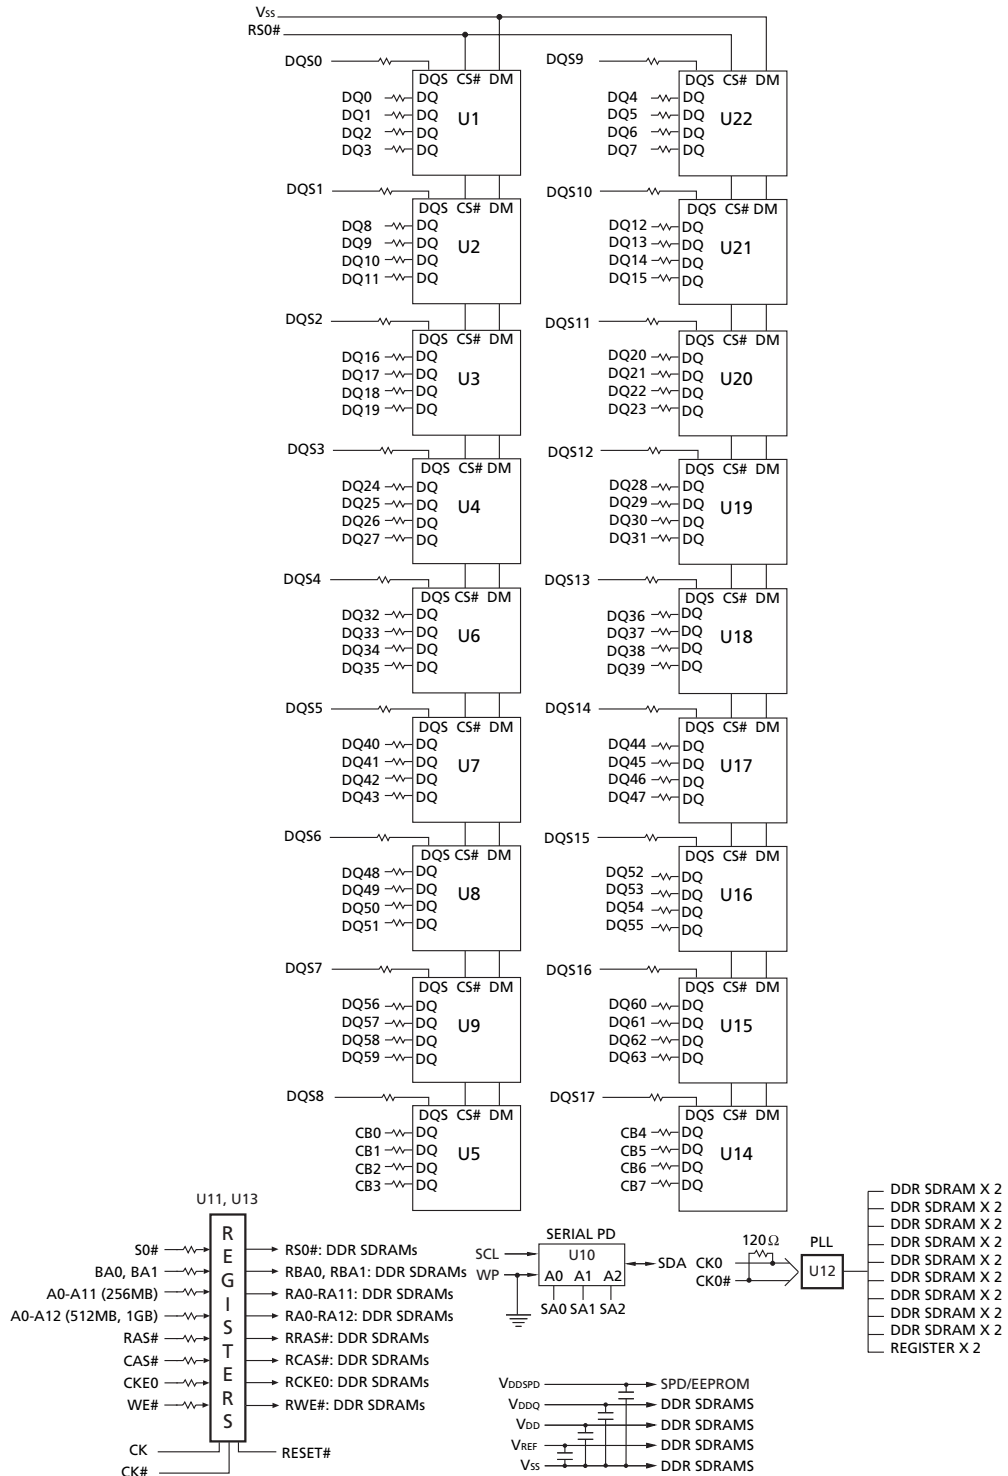 VSS
RS0#
DQS0 DQS9
DQS CS# DM DQS CS# DM
DQ0 DQ DQ4 DQ
DQ1 DQ U1 DQ5 DQ U22
DQ2 DQ DQ6 DQ
DQ3 DQ DQ7 DQ
DQS1 DQS10
DQS CS# DM DQS CS# DM
DQ8 DQ DQ12 DQ
DQ9 DQ U2 DQ13 DQ U21
DQ10 DQ DQ14 DQ
DQ11 DQ DQ15 DQ
DQS2 DQS11
DQS CS# DM DQS CS# DM
DQ16 DQ DQ20 DQ
DQ17 DQ U3 DQ21 DQ U20
DQ18 DQ DQ22 DQ
DQ19 DQ DQ23 DQ
DQS3 DQS12
DQS CS# DM DQS CS# DM
DQ24 DQ DQ28 DQ
DQ25 DQ U4 DQ29 DQ U19
DQ26 DQ DQ30 DQ
DQ27 DQ DQ31 DQ
DQS4 DQS13
DQS CS# DM DQS CS# DM
DQ32 DQ DQ36 DQ
DQ33 DQ U6 DQ37 DQ U18
DQ34 DQ DQ38 DQ
DQ35 DQ DQ39 DQ
DQS5 DQS14
DQS CS# DM DQS CS# DM
DQ40 DQ DQ44 DQ
DQ41 DQ U7 DQ45 DQ U17
DQ42 DQ DQ46 DQ
DQ43 DQ DQ47 DQ
DQS6 DQS15
DQS CS# DM DQS CS# DM
DQ48 DQ DQ52 DQ
DQ49 DQ U8 DQ53 DQ U16
DQ50 DQ DQ54 DQ
DQ51 DQ DQ55 DQ
DQS7 DQS16
DQS CS# DM DQS CS# DM
DQ56 DQ DQ60 DQ
DQ57 DQ U9 DQ61 DQ U15
DQ58 DQ DQ62 DQ
DQ59 DQ DQ63 DQ
DQS8 DQS17
DQS CS# DM DQS CS# DM
CB0 DQ CB4 DQ
CB1 DQ U5 CB5 DQ U14
CB2 DQ CB6 DQ
CB3 DQ CB7 DQ
U11, U13
REGISTERS
S0# RS0#: DDR SDRAMs
BA0, BA1 RBA0, RBA1: DDR SDRAMs
A0-A11 (256MB) RA0-RA11: DDR SDRAMs
A0-A12 (512MB, 1GB) RA0-RA12: DDR SDRAMs
RAS# RRAS#: DDR SDRAMs
CAS# RCAS#: DDR SDRAMs
CKE0 RCKE0: DDR SDRAMs
WE# RWE#: DDR SDRAMs
CK RESET#
CK#
SERIAL PD
SCL U10 SDA
WP A0 A1 A2
SA0 SA1 SA2
120Ω PLL
CK0 U12
CK0#
DDR SDRAM X 2
DDR SDRAM X 2
DDR SDRAM X 2
DDR SDRAM X 2
DDR SDRAM X 2
DDR SDRAM X 2
DDR SDRAM X 2
DDR SDRAM X 2
DDR SDRAM X 2
REGISTER X 2
VDDSPD SPD/EEPROM
VDDQ DDR SDRAMS
VDD DDR SDRAMS
VREF DDR SDRAMS
VSS DDR SDRAMS